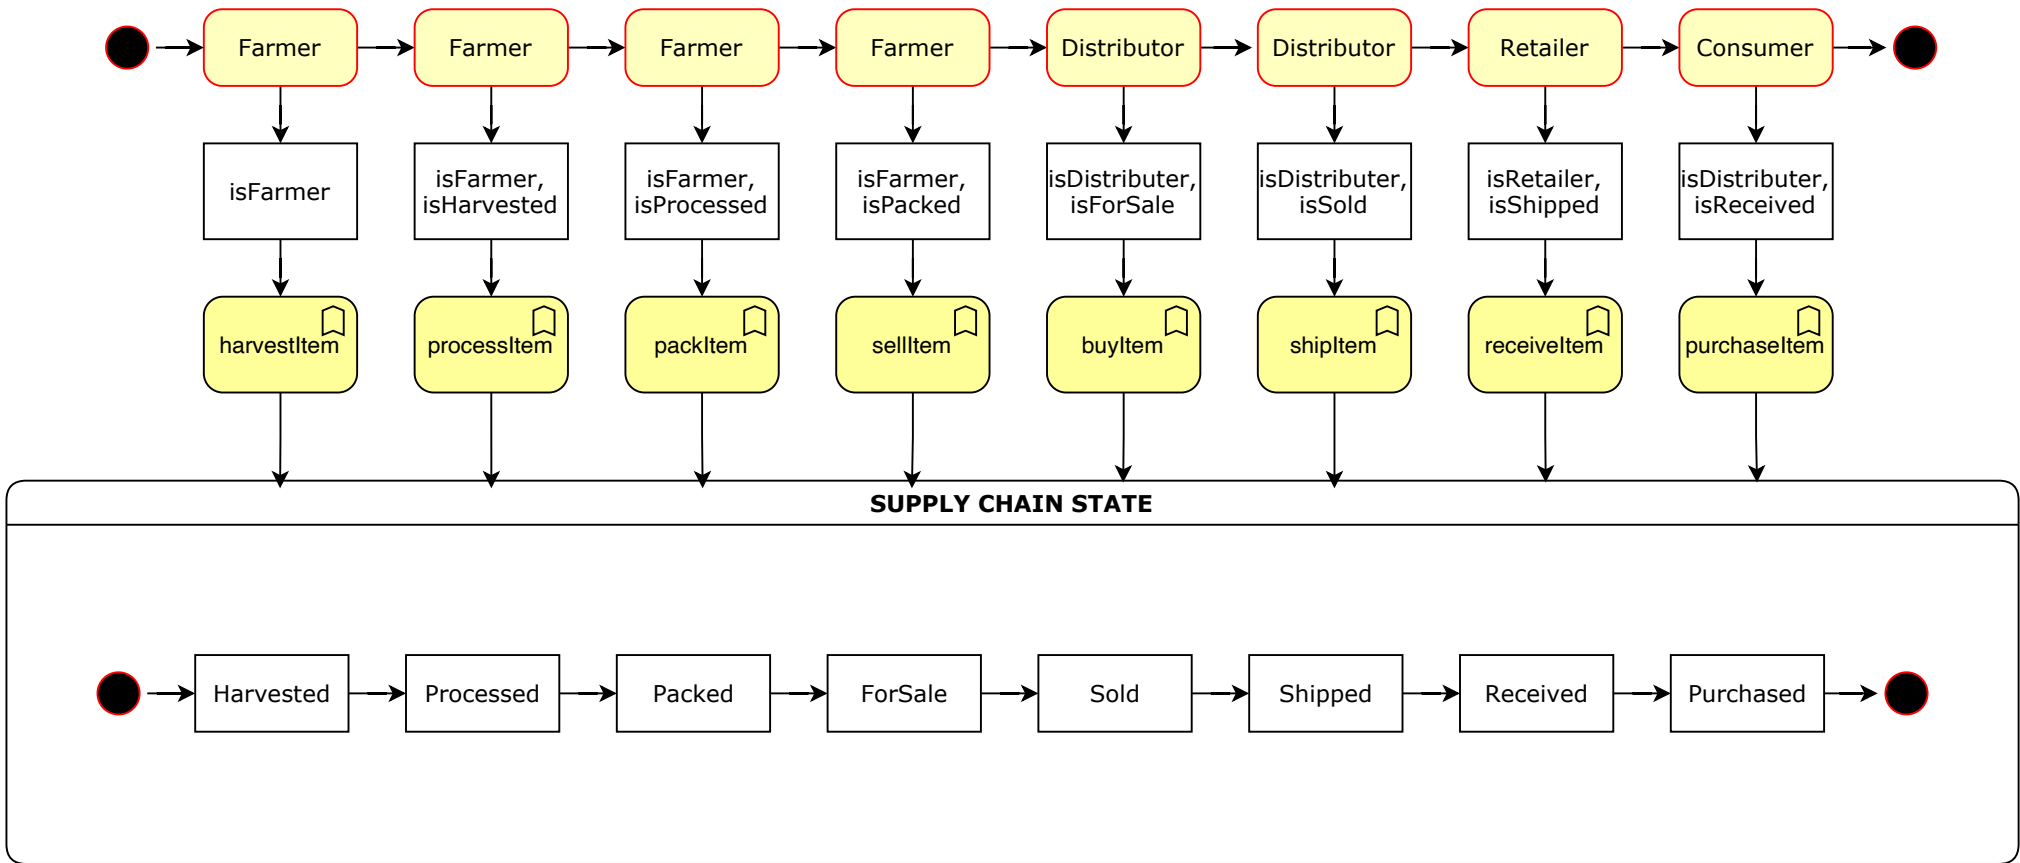 Farmer
Farmer
Farmer
Farmer
Distributor
Distributor
Retailer
Consumer
isFarmer
isFarmer,
isHarvested
isFarmer,
isProcessed
isFarmer,
isPacked
isDistributer,
isForSale
isDistributer,
isSold
isRetailer,
isShipped
isDistributer,
isReceived
harvestItem
processItem
packItem
sellItem
buyItem
shipItem
receiveItem
purchaseItem
SUPPLY CHAIN STATE
Harvested
Processed
Packed
ForSale
Sold
Shipped
Received
Purchased